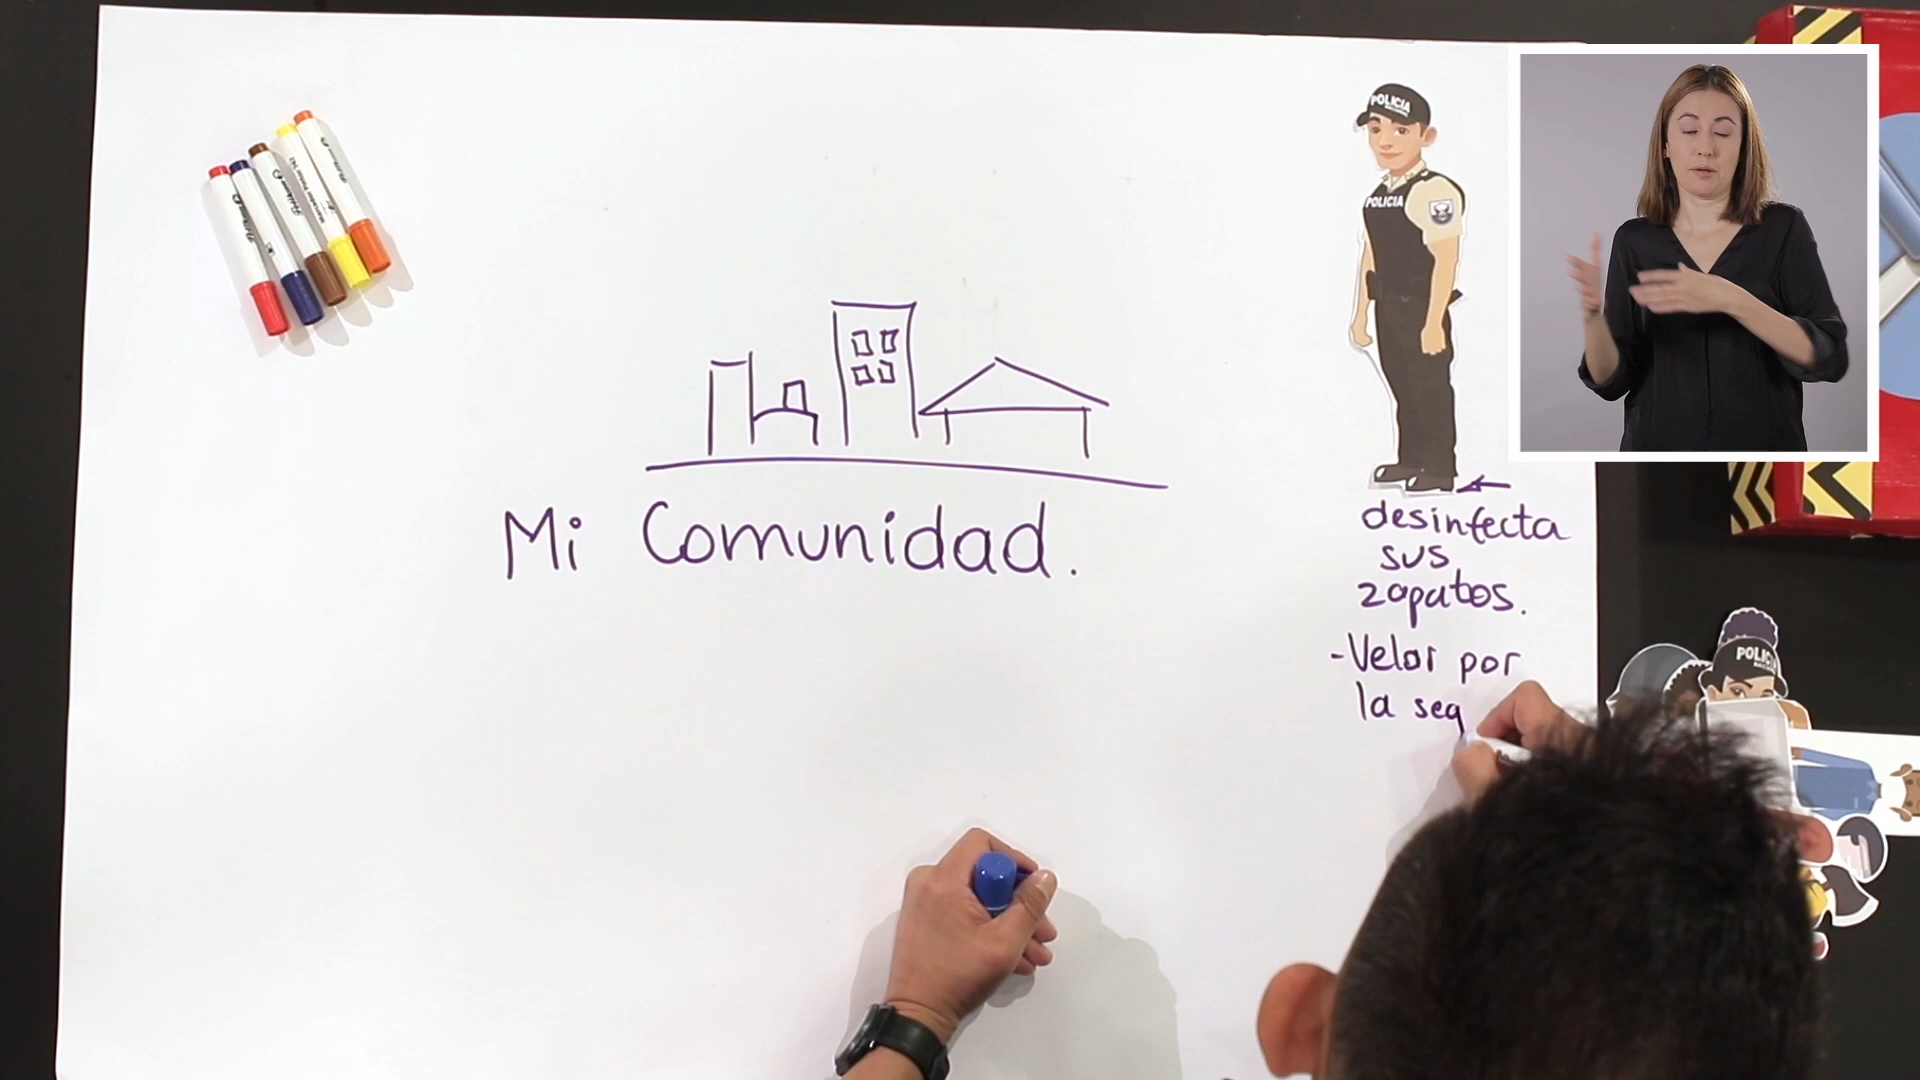 POLICIA
POLICIA
Mi Comunidad.
desinfecta
sus
zapatos.
-Velar por
la seg
POLICIA